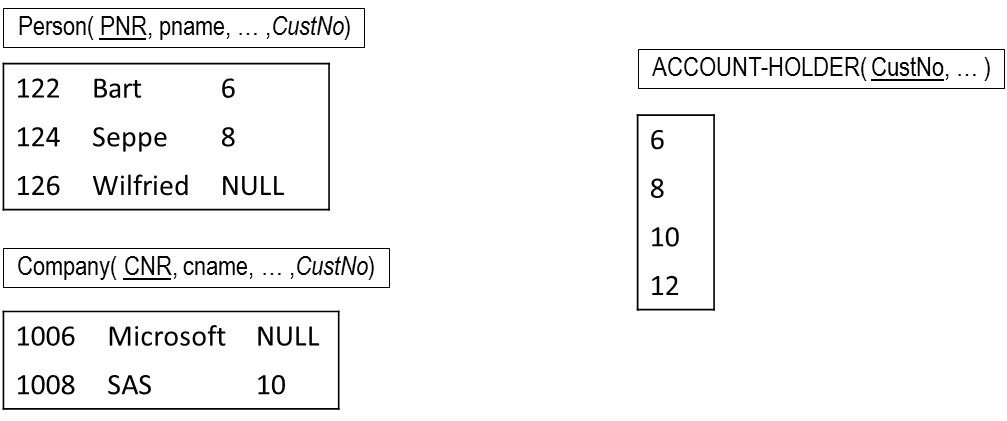 Person( PNR, pname, … ,CustNo)
122 Bart 6
124 Seppe 8
126 Wilfried NULL
Company( CNR, cname, … ,CustNo)
1006 Microsoft NULL
1008 SAS 10
ACCOUNT-HOLDER( CustNo, … )
6
8
10
12